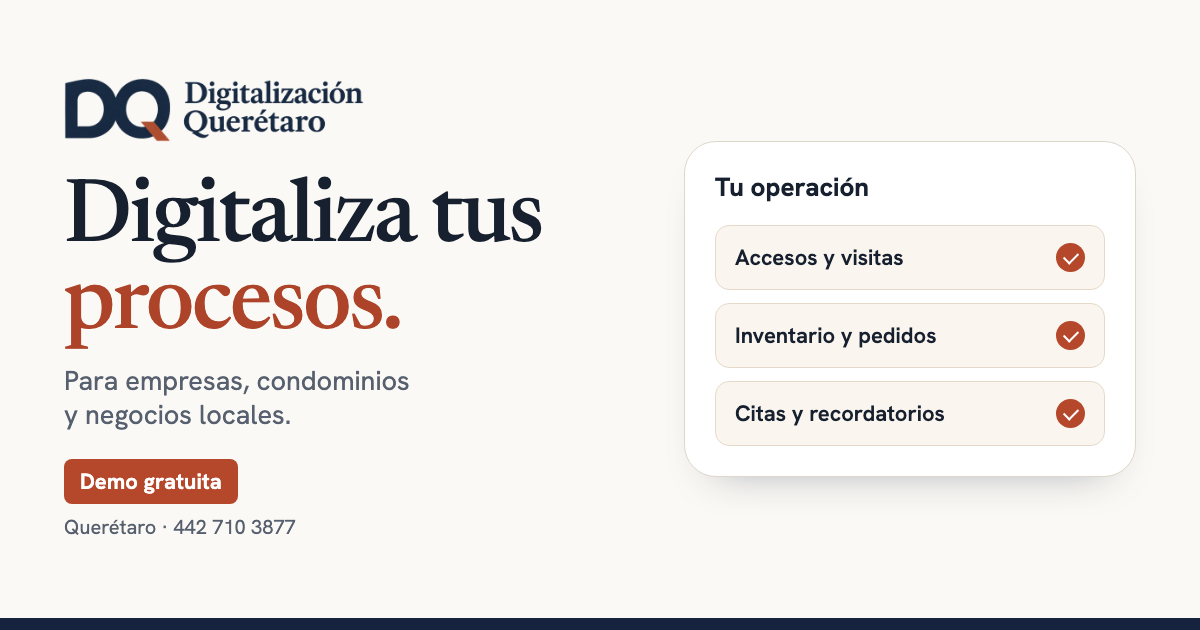 DQ
Digitalización
Querétaro
Digitaliza tus
procesos.
Para empresas, condominios
y negocios locales.
Demo gratuita
Querétaro · 442 710 3877
Tu operación
Accesos y visitas
Inventario y pedidos
Citas y recordatorios